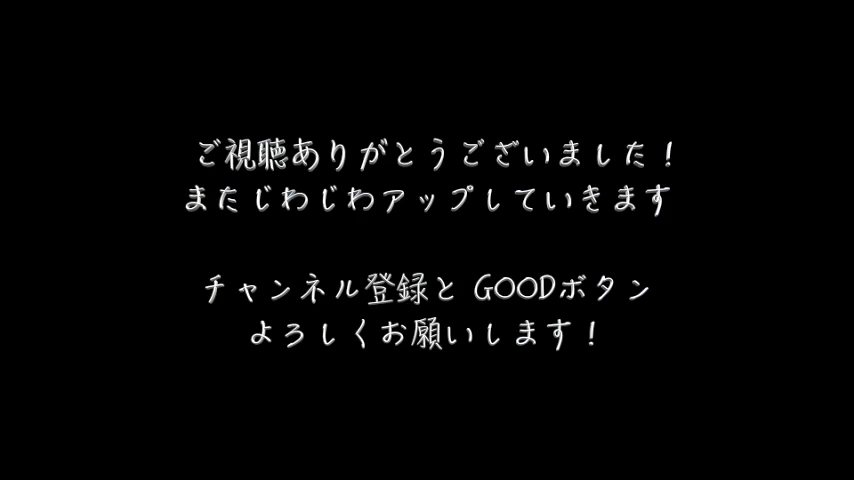 ご視聴ありがとうございました！
またじわじわアップしていきます
チャンネル登録と GOODボタン
よろしくお願いします！